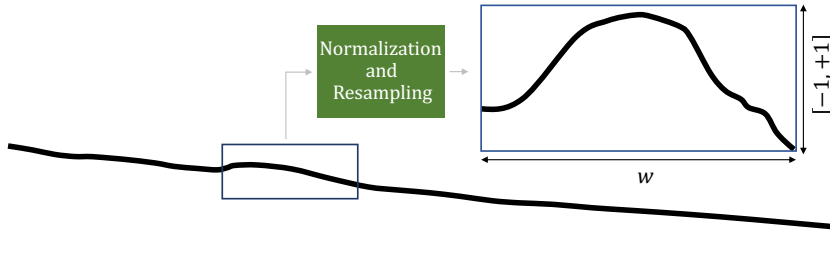 Normalization
and
Resampling
[−1, +1]
w